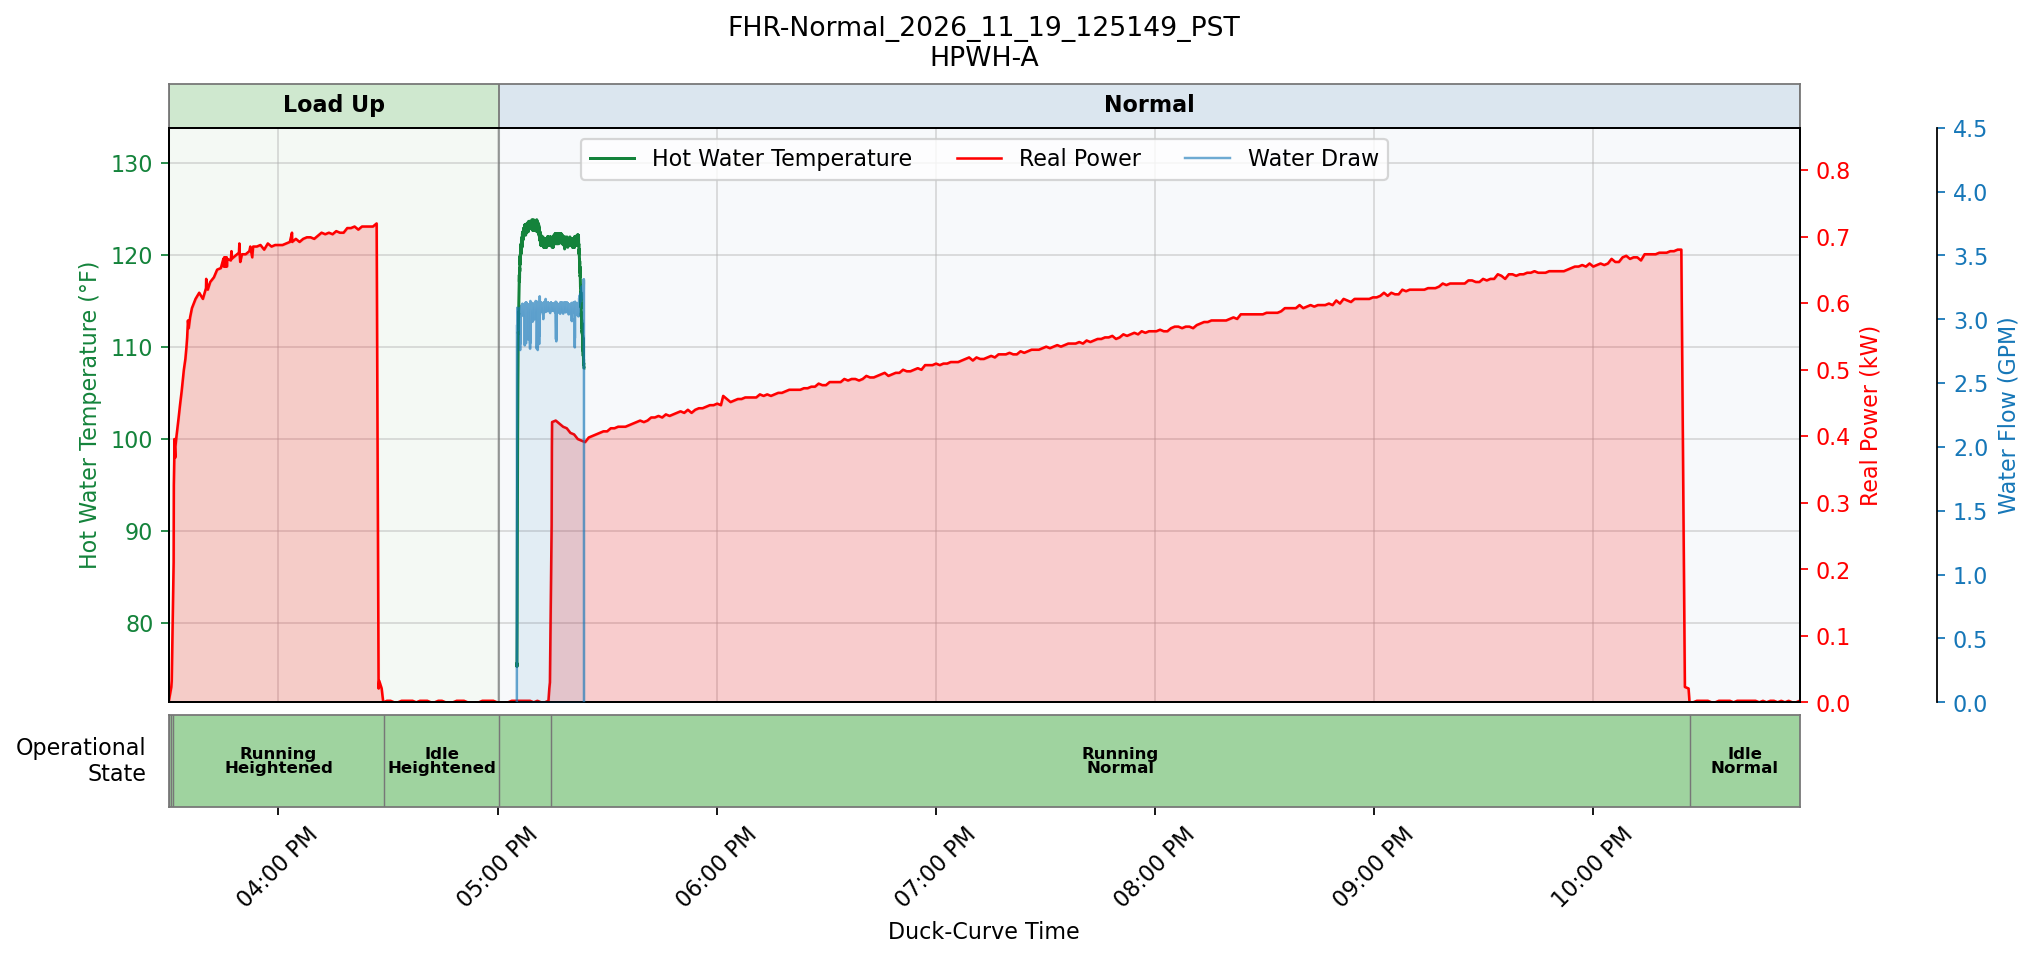 FHR-Normal_2026_11_19_125149_PST
HPWH-A
Load Up
Normal
Hot Water Temperature
Real Power
Water Draw
130
120
110
100
90
80
Hot Water Temperature (°F)
0.8
0.7
0.6
0.5
0.4
0.3
0.2
0.1
0.0
Real Power (kW)
4.5
4.0
3.5
3.0
2.5
2.0
1.5
1.0
0.5
0.0
Water Flow (GPM)
Operational
State
Running
Heightened
Idle
Heightened
Running
Normal
Idle
Normal
04:00 PM
05:00 PM
06:00 PM
07:00 PM
08:00 PM
09:00 PM
10:00 PM
Duck-Curve Time